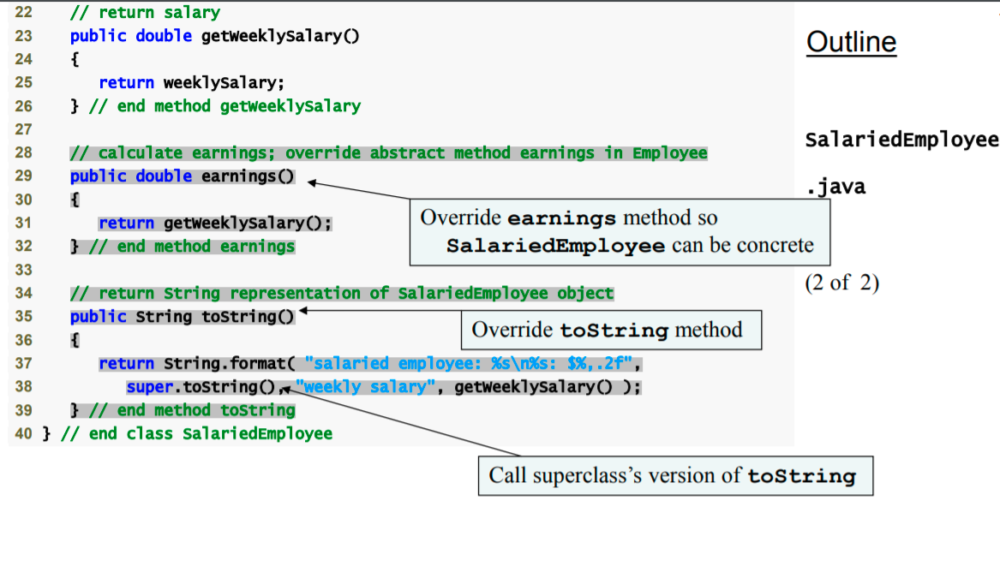 22 // return salary
23 public double getWeeklySalary()
24 {
25 return weeklySalary;
26 } // end method getWeeklySalary
27
28 // calculate earnings; override abstract method earnings in Employee
29 public double earnings()
30 {
31 return getWeeklySalary();
32 } // end method earnings
33
34 // return String representation of SalariedEmployee object
35 public String toString()
36 {
37 return String.format( "salaried employee: %s\n%s: $%,.2f",
38 super.toString(), "weekly salary", getWeeklySalary() );
39 } // end method toString
40 } // end class SalariedEmployee
Override earnings method so
SalariedEmployee can be concrete
Override toString method
Call superclass's version of toString
Outline
SalariedEmployee
.java
(2 of 2)